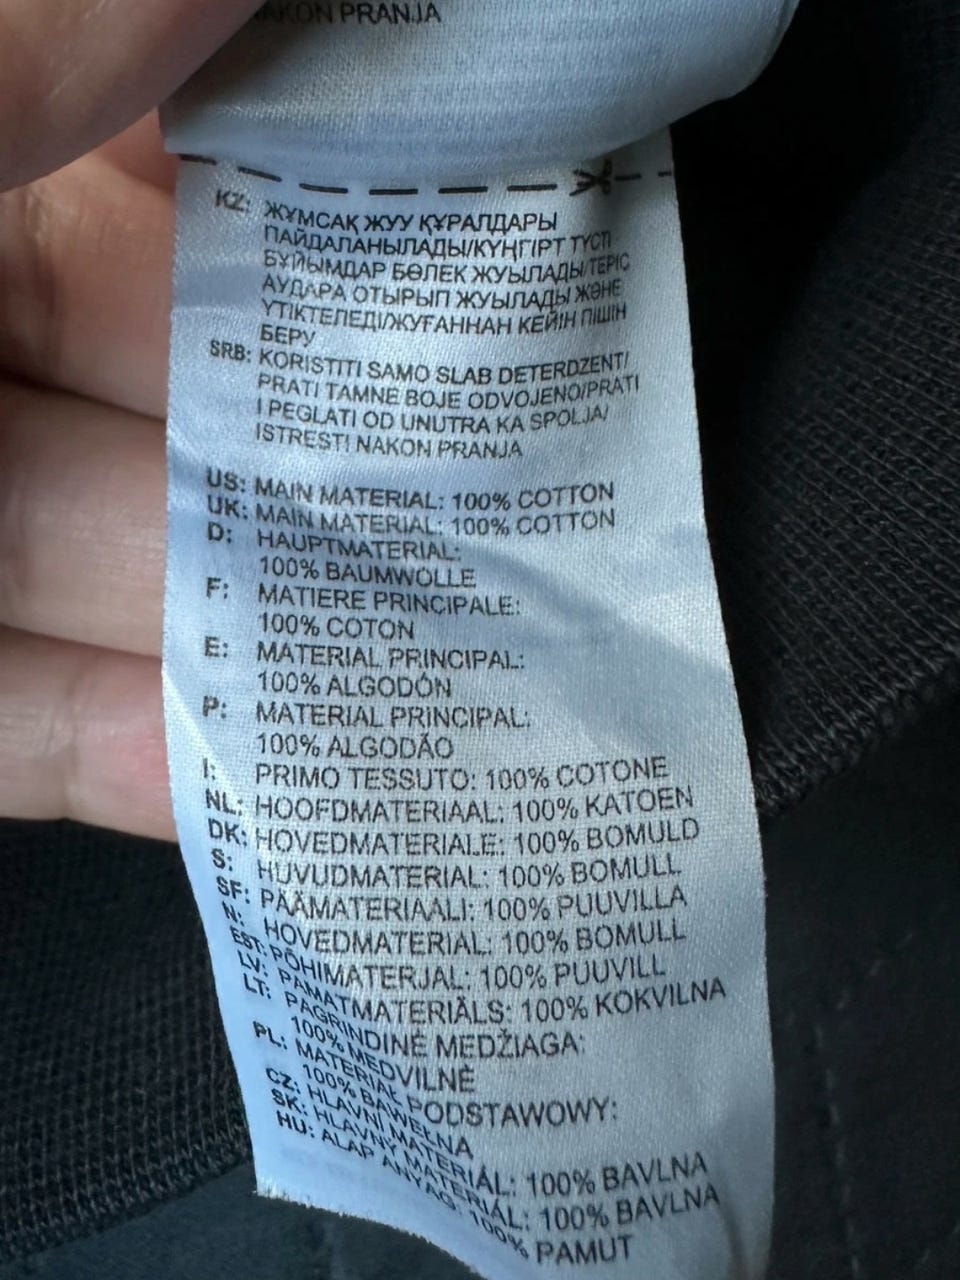 NAKON PRANJA
KZ: ЖҰМСАҚ ЖУУ ҚҰРАЛДАРЫ
ПАЙДАЛАНЫЛАДЫ/КҮҢГІРТ ТҮСТІ
БҰЙЫМДАР БӨЛЕК ЖУЫЛАДЫ/ТЕРІС
АУДАРА ОТЫРЫП ЖУЫЛАДЫ ЖӘНЕ
ҮТІКТЕЛЕДІ/ЖУҒАННАН КЕЙІН ПІШІН
БЕРУ
SRB: KORISTITI SAMO SLAB DETERDZENT/
PRATI TAMNE BOJE ODVOJENO/PRATI
I PEGLATI OD UNUTRA KA SPOLJA/
ISTRESTI NAKON PRANJA
US: MAIN MATERIAL: 100% COTTON
UK: MAIN MATERIAL: 100% COTTON
D: HAUPTMATERIAL:
100% BAUMWOLLE
F: MATIERE PRINCIPALE:
100% COTON
E: MATERIAL PRINCIPAL:
100% ALGODÓN
P: MATERIAL PRINCIPAL:
100% ALGODÃO
I: PRIMO TESSUTO: 100% COTONE
NL: HOOFDMATERIAAL: 100% KATOEN
DK: HOVEDMATERIALE: 100% BOMULD
S: HUVUDMATERIAL: 100% BOMULL
SF: PÄÄMATERIAALI: 100% PUUVILLA
N: HOVEDMATERIAL: 100% BOMULL
EST: PÕHIMATERJAL: 100% PUUVILL
LV: PAMATMATERIĀLS: 100% KOKVILNA
LT: PAGRINDINĖ MEDŽIAGA:
100% MEDVILNĖ
PL: MATERIAŁ PODSTAWOWY:
100% BAWEŁNA
CZ: HLAVNÍ MATERIÁL: 100% BAVLNA
SK: HLAVNÝ MATERIÁL: 100% BAVLNA
HU: ALAP ANYAG: 100% PAMUT